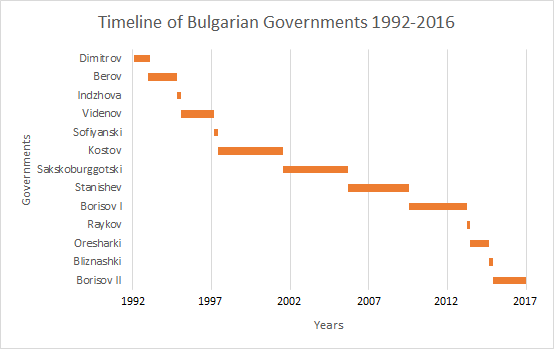 Timeline of Bulgarian Governments 1992-2016
Governments
Dimitrov
Berov
Indzhova
Videnov
Sofiyanski
Kostov
Sakskoburggotski
Stanishev
Borisov I
Raykov
Oresharki
Bliznashki
Borisov II
1992 1997 2002 2007 2012 2017
Years